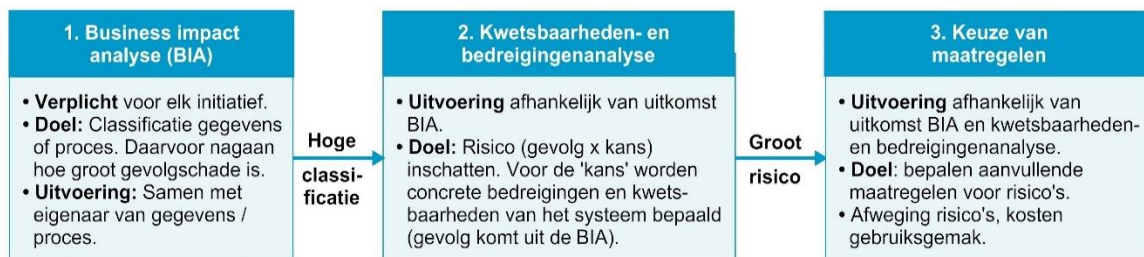 1. Business impact
analyse (BIA)
• Verplicht voor elk initiatief.
• Doel: Classificatie gegevens
of proces. Daarvoor nagaan
hoe groot gevolgschade is.
• Uitvoering: Samen met
eigenaar van gegevens /
proces.
Hoge
classi-
ficatie
2. Kwetsbaarheden- en
bedreigingenanalyse
• Uitvoering afhankelijk van uitkomst
BIA.
• Doel: Risico (gevolg x kans)
inschatten. Voor de 'kans' worden
concrete bedreigingen en kwets-
baarheden van het systeem bepaald
(gevolg komt uit de BIA).
Groot
risico
3. Keuze van
maatregelen
• Uitvoering afhankelijk van
uitkomst BIA en kwetsbaarheden-
en bedreigingenanalyse.
• Doel: bepalen aanvullende
maatregelen voor risico's.
• Afweging risico's, kosten
gebruiksgemak.